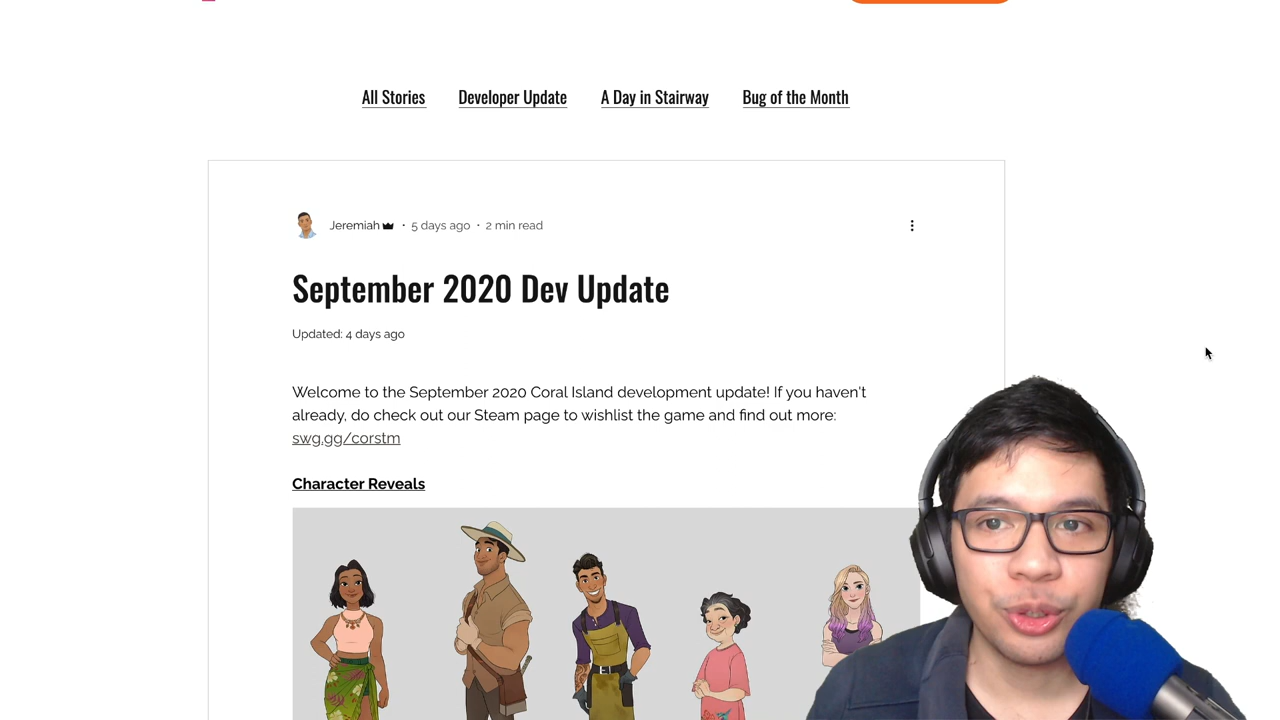 All Stories
Developer Update
A Day in Stairway
Bug of the Month
Jeremiah · 5 days ago · 2 min read
September 2020 Dev Update
Updated: 4 days ago
Welcome to the September 2020 Coral Island development update! If you haven't
already, do check out our Steam page to wishlist the game and find out more:
swg.gg/corstm
Character Reveals